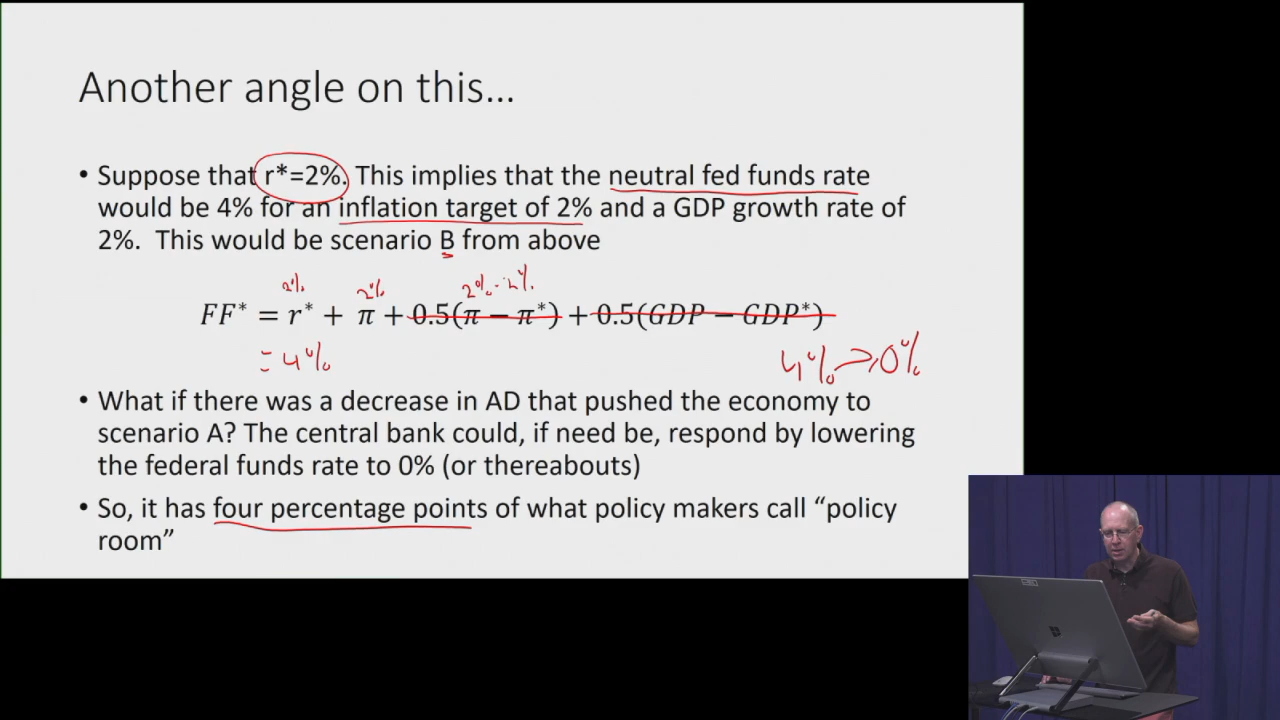 Another angle on this…
• Suppose that r*=2%. This implies that the neutral fed funds rate
would be 4% for an inflation target of 2% and a GDP growth rate of
2%. This would be scenario B from above
2% 2% 2% - 2%
FF* = r* + π + 0.5(π − π*) + 0.5(GDP − GDP*)
= 4% 4% → 0%
• What if there was a decrease in AD that pushed the economy to
scenario A? The central bank could, if need be, respond by lowering
the federal funds rate to 0% (or thereabouts)
• So, it has four percentage points of what policy makers call “policy
room”